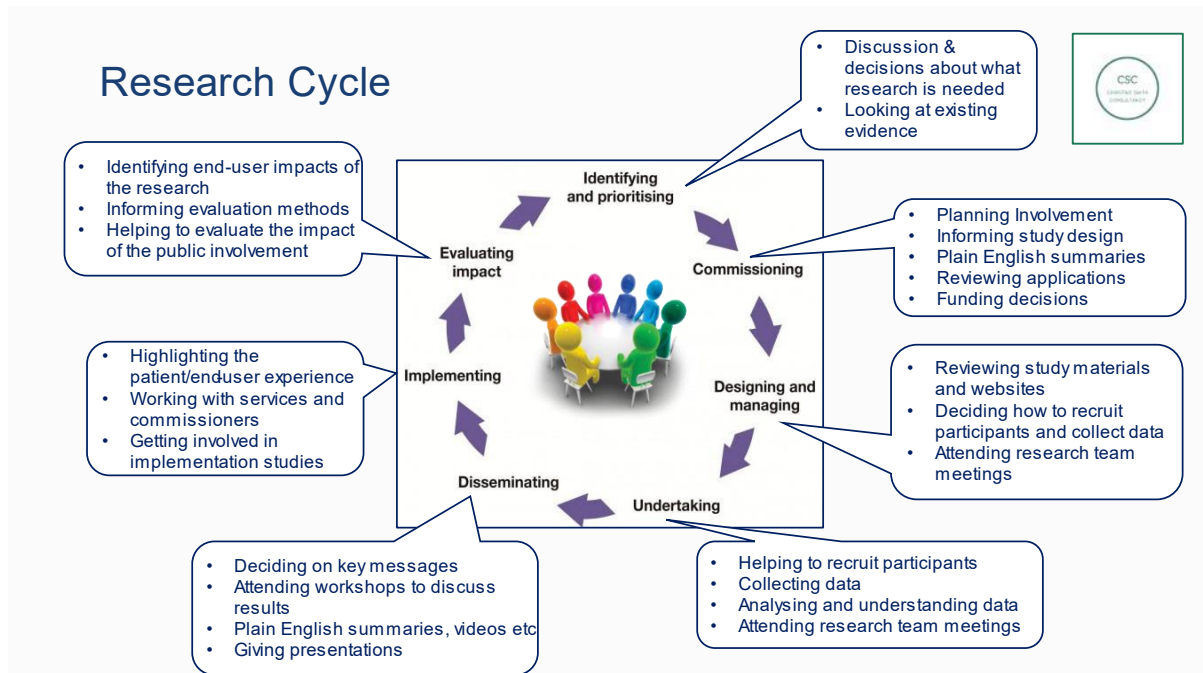 Research Cycle
• Discussion &
decisions about what
research is needed
• Looking at existing
evidence
CSC
CONSULTANCY
• Identifying end-user impacts of
the research
• Informing evaluation methods
• Helping to evaluate the impact
of the public involvement
Identifying
and prioritising
• Planning Involvement
• Informing study design
• Plain English summaries
• Reviewing applications
• Funding decisions
Evaluating
impact
Commissioning
• Highlighting the
patient/end-user experience
• Working with services and
commissioners
• Getting involved in
implementation studies
Implementing
Designing and
managing
• Reviewing study materials
and websites
• Deciding how to recruit
participants and collect data
• Attending research team
meetings
Disseminating
Undertaking
• Deciding on key messages
• Attending workshops to discuss
results
• Plain English summaries, videos etc
• Giving presentations
• Helping to recruit participants
• Collecting data
• Analysing and understanding data
• Attending research team meetings